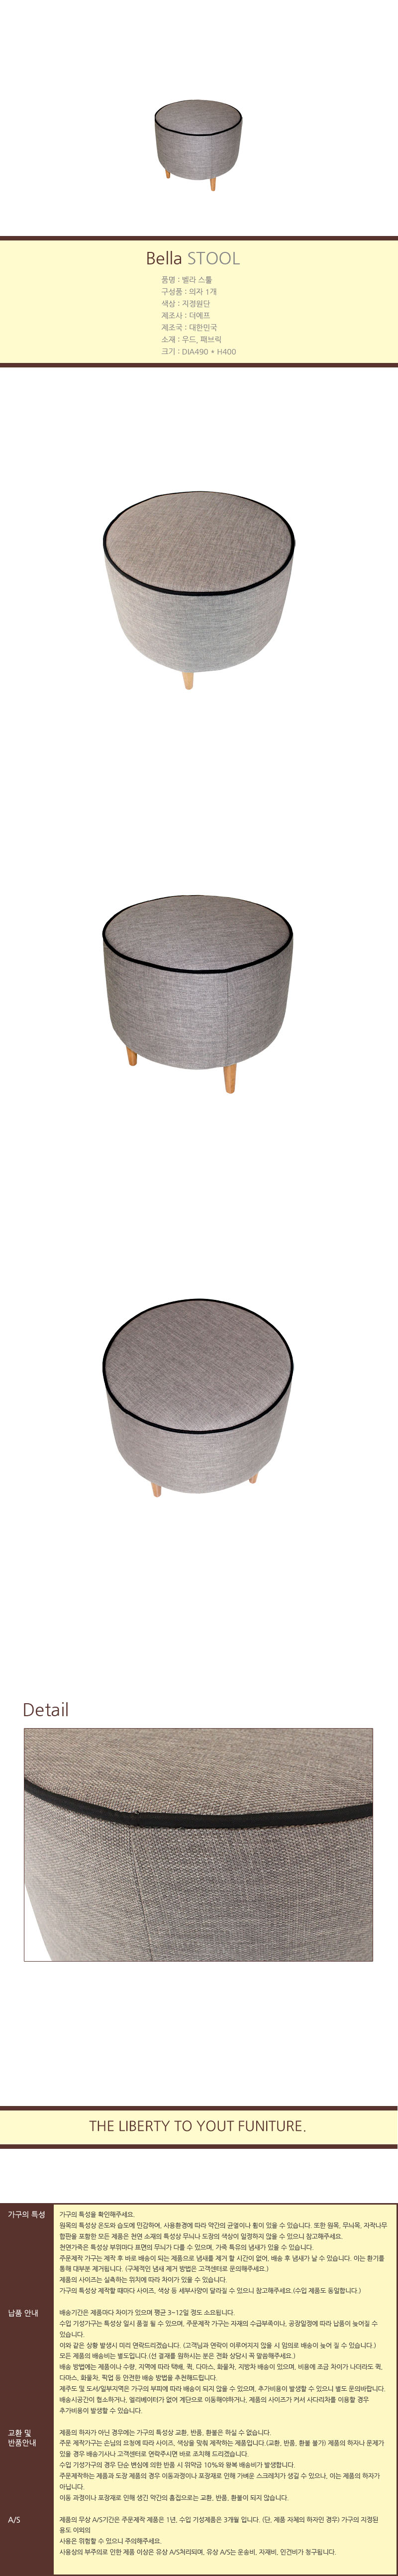 Bella STOOL
품명 : 벨라 스툴
구성품 : 의자 1개
색상 : 지정원단
제조사 : 더에프
제조국 : 대한민국
소재 : 우드, 패브릭
크기 : DIA490 * H400
Detail
THE LIBERTY TO YOUT FUNITURE.
가구의 특성
가구의 특성을 확인해주세요.
원목의 특성상 온도와 습도에 민감하여, 사용환경에 따라 약간의 균열이나 휨이 있을 수 있습니다. 또한 원목, 무늬목, 자작나무
합판을 포함한 모든 제품은 천연 소재의 특성상 무늬나 도장의 색상이 일정하지 않을 수 있으니 참고해주세요.
천연가죽은 특성상 부위마다 표면의 무늬가 다를 수 있으며, 가죽 특유의 냄새가 있을 수 있습니다.
주문제작 가구는 제작 후 바로 배송이 되는 제품으로 냄새를 제거 할 시간이 없어, 배송 후 냄새가 날 수 있습니다. 이는 환기를
통해 대부분 제거됩니다. (구체적인 냄새 제거 방법은 고객센터로 문의해주세요.)
제품의 사이즈는 실측하는 위치에 따라 차이가 있을 수 있습니다.
가구의 특성상 제작할 때마다 사이즈, 색상 등 세부사양이 달라질 수 있으니 참고해주세요.(수입 제품도 동일합니다.)
납품 안내
배송기간은 제품마다 차이가 있으며 평균 3~12일 정도 소요됩니다.
수입 기성가구는 특성상 일시 품절 될 수 있으며, 주문제작 가구는 자재의 수급부족이나, 공장일정에 따라 납품이 늦어질 수
있습니다.
이와 같은 상황 발생시 미리 연락드리겠습니다. (고객님과 연락이 이루어지지 않을 시 임의로 배송이 늦어 질 수 있습니다.)
모든 제품의 배송비는 별도입니다.(선 결제를 원하시는 분은 전화 상담시 꼭 말씀해주세요.)
배송 방법에는 제품이나 수량, 지역에 따라 택배, 퀵, 다마스, 화물차, 지방차 배송이 있으며, 비용에 조금 차이가 나더라도 퀵,
다마스, 화물차, 픽업 등 안전한 배송 방법을 추천해드립니다.
제주도 및 도서/일부지역은 가구의 부피에 따라 배송이 되지 않을 수 있으며, 추가비용이 발생할 수 있으니 별도 문의바랍니다.
배송시공간이 협소하거나, 엘리베이터가 없어 계단으로 이동해야하거나, 제품의 사이즈가 커서 사다리차를 이용할 경우
추가비용이 발생할 수 있습니다.
교환 및
반품안내
제품의 하자가 아닌 경우에는 가구의 특성상 교환, 반품, 환불은 하실 수 없습니다.
주문 제작가구는 손님의 요청에 따라 사이즈, 색상을 맞춰 제작하는 제품입니다.(교환, 반품, 환불 불가) 제품의 하자나 문제가
있을 경우 배송기사나 고객센터로 연락주시면 바로 조치해 드리겠습니다.
수입 기성가구의 경우 단순 변심에 의한 반품 시 위약금 10%와 왕복 배송비가 발생합니다.
주문제작하는 제품과 도장 제품의 경우 이동과정이나 포장재로 인해 가벼운 스크레치가 생길 수 있으나, 이는 제품의 하자가
아닙니다.
이동 과정이나 포장재로 인해 생긴 약간의 흠집으로는 교환, 반품, 환불이 되지 않습니다.
A/S
제품의 무상 A/S기간은 주문제작 제품은 1년, 수입 기성제품은 3개월 입니다. (단, 제품 자체의 하자인 경우) 가구의 지정된
용도 이외의
사용은 위험할 수 있으니 주의해주세요.
사용상의 부주의로 인한 제품 이상은 유상 A/S처리되며, 유상 A/S는 운송비, 자재비, 인건비가 청구됩니다.